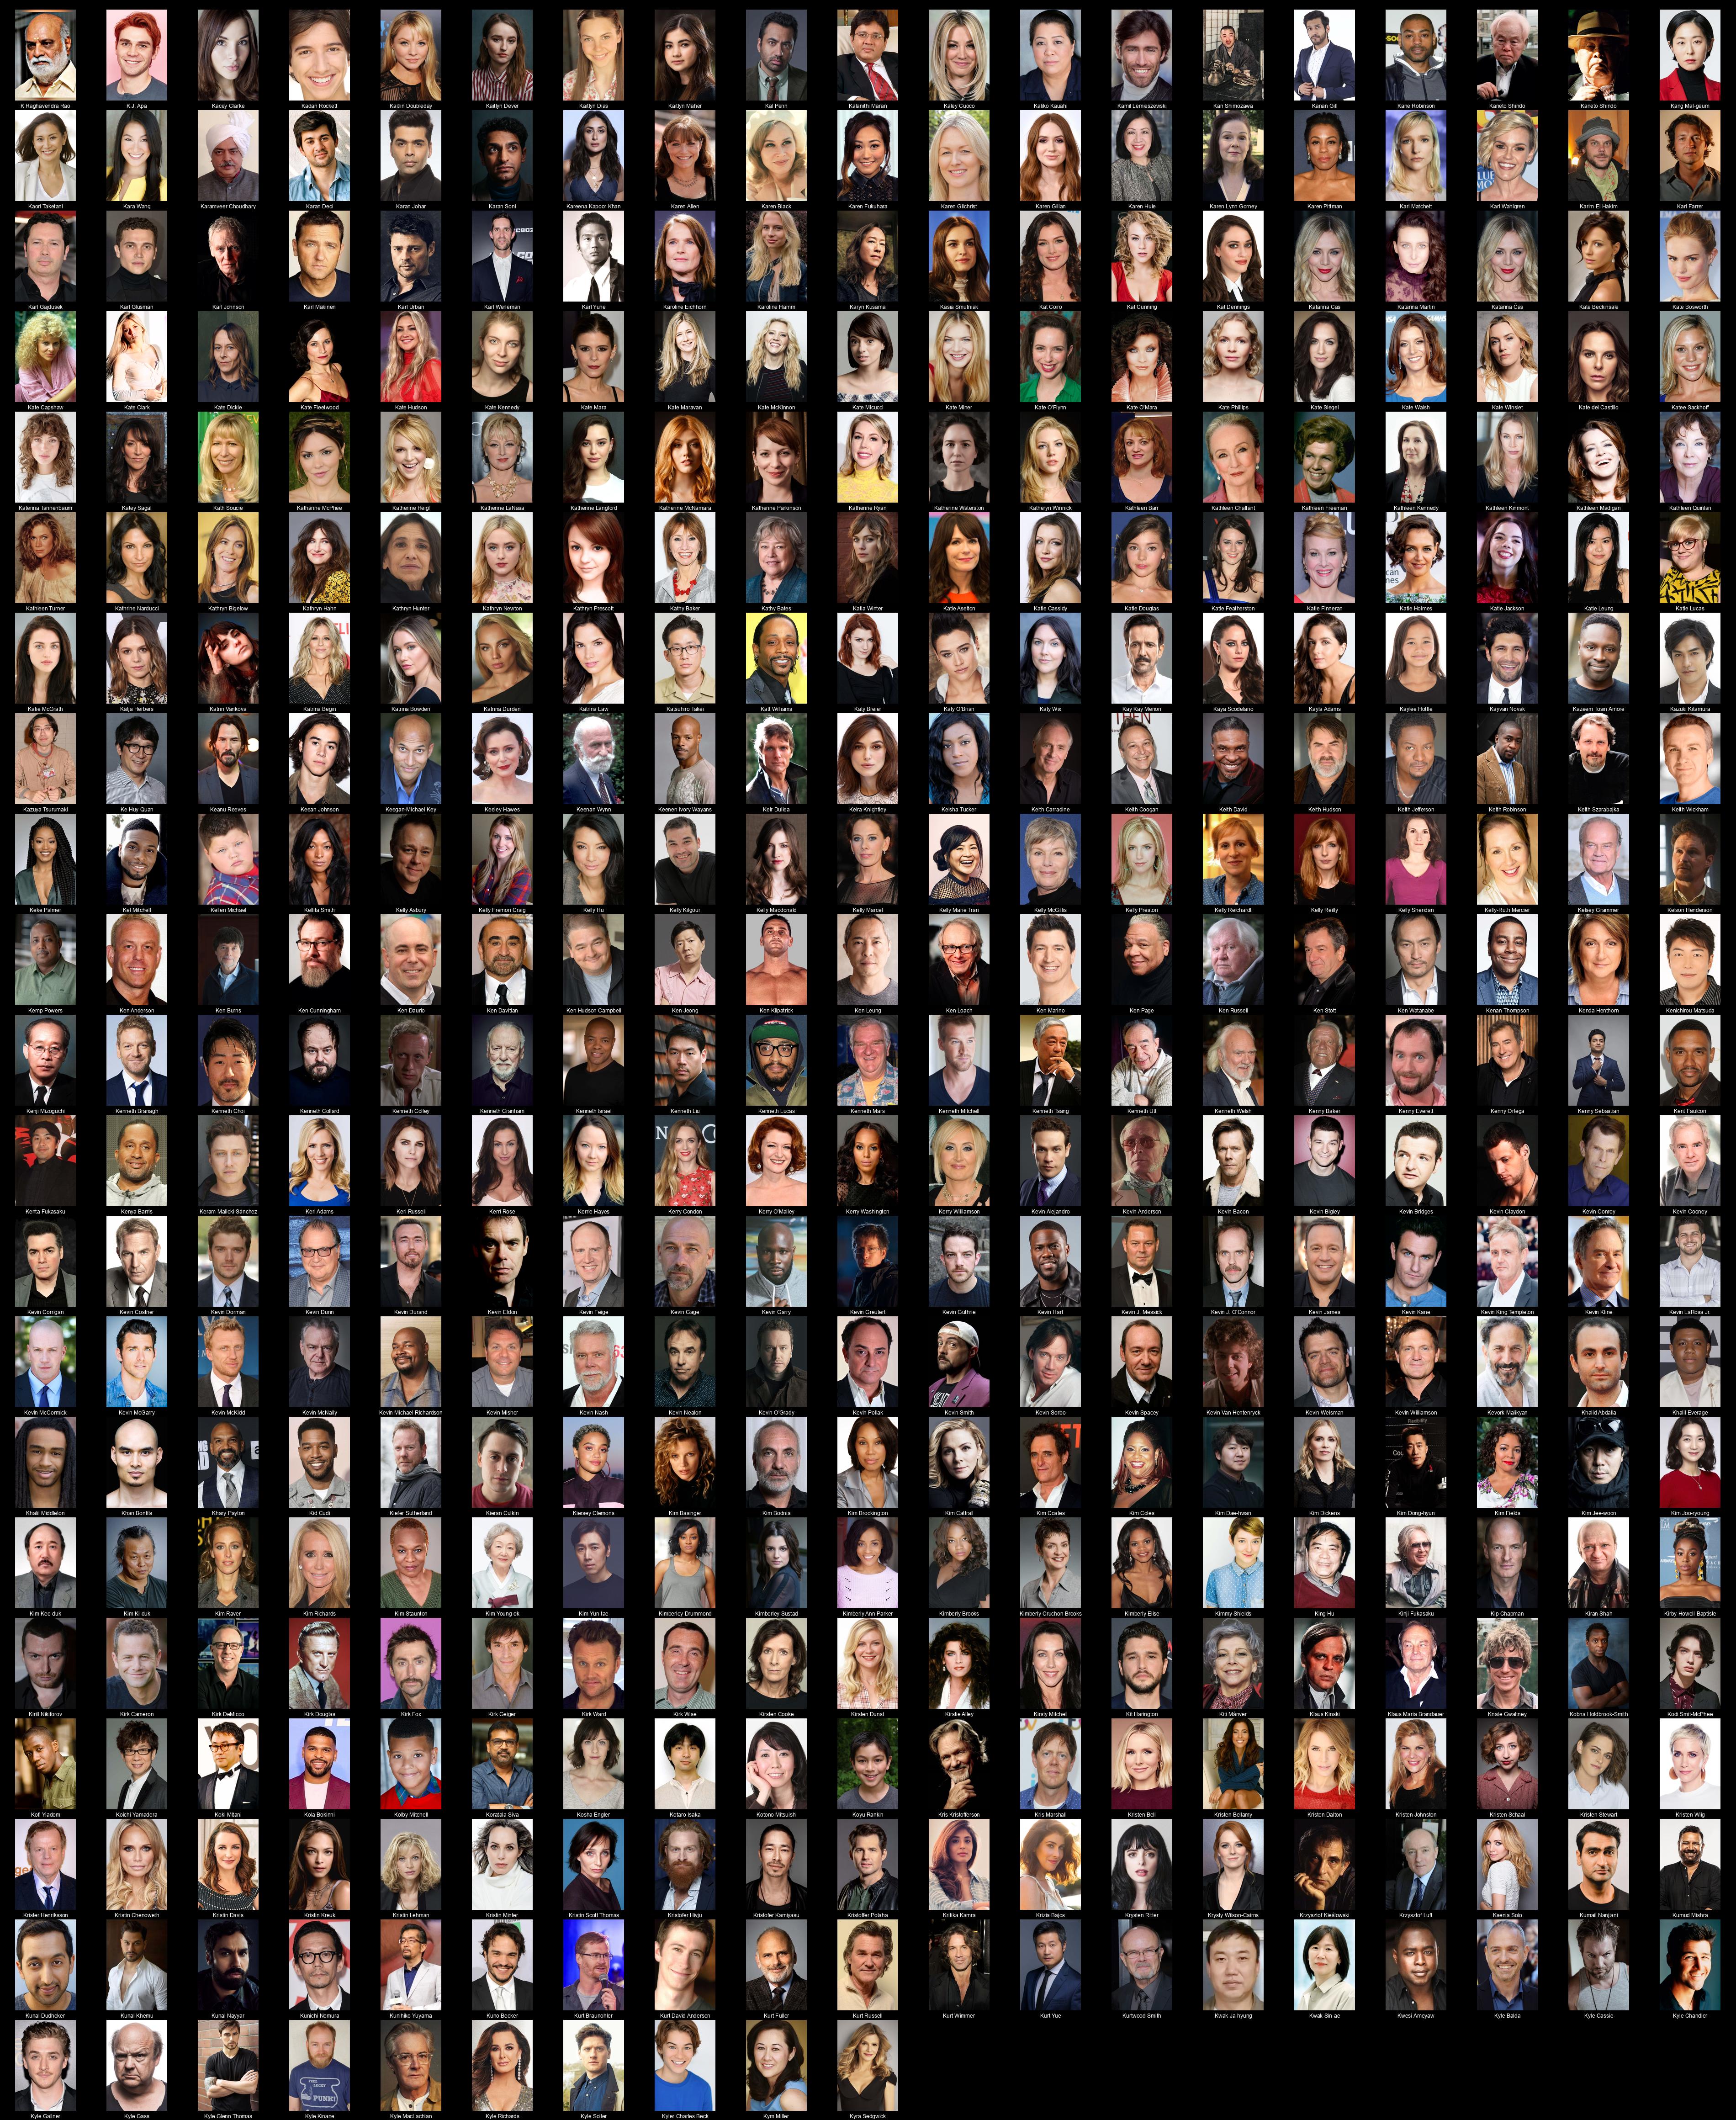 K Raghavendra Rao K.J. Apa Kacey Clarke Kadan Rockett Kaitlin Doubleday Kaitlyn Dever Kaitlyn Dias Kaitlyn Maher Kal Penn Kalanithi Maran Kaley Cuoco Kaliko Kauahi Kamil Lemieszewski Kan Shimozawa Kanan Gill Kane Robinson Kaneto Shindo Kaneto Shindô Kang Mal-geum
Kaori Taketani Kara Wang Karamveer Choudhary Karan Deol Karan Johar Karan Soni Kareena Kapoor Khan Karen Allen Karen Black Karen Fukuhara Karen Gilchrist Karen Gillan Karen Huie Karen Lynn Gorney Karen Pittman Kari Matchett Kari Wahlgren Karim El Hakim Karl Farrer
Karl Gajdusek Karl Glusman Karl Johnson Karl Makinen Karl Urban Karl Werleman Karl Yune Karoline Eichhorn Karoline Hamm Karyn Kusama Kasia Smutniak Kat Coiro Kat Cunning Kat Dennings Katarina Cas Katarina Martin Katarina Čas Kate Beckinsale Kate Bosworth
Kate Capshaw Kate Clark Kate Dickie Kate Fleetwood Kate Hudson Kate Kennedy Kate Mara Kate Maravan Kate McKinnon Kate Micucci Kate Miner Kate O'Flynn Kate O'Mara Kate Phillips Kate Siegel Kate Walsh Kate Winslet Kate del Castillo Katee Sackhoff
Katerina Tannenbaum Katey Sagal Kath Soucie Katharine McPhee Katherine Heigl Katherine LaNasa Katherine Langford Katherine McNamara Katherine Parkinson Katherine Ryan Katherine Waterston Katheryn Winnick Kathleen Barr Kathleen Chalfant Kathleen Freeman Kathleen Kennedy Kathleen Kinmont Kathleen Madigan Kathleen Quinlan
Kathleen Turner Kathrine Narducci Kathryn Bigelow Kathryn Hahn Kathryn Hunter Kathryn Newton Kathryn Prescott Kathy Baker Kathy Bates Katia Winter Katie Aselton Katie Cassidy Katie Douglas Katie Featherston Katie Finneran Katie Holmes Katie Jackson Katie Leung Katie Lucas
Katie McGrath Katja Herbers Katrin Vankova Katrina Begin Katrina Bowden Katrina Durden Katrina Law Katsuhiro Takei Katt Williams Katy Breier Katy O'Brian Katy Wix Kay Kay Menon Kaya Scodelario Kayla Adams Kaylee Hottle Kayvan Novak Kazeem Tosin Amore Kazuki Kitamura
Kazuya Tsurumaki Ke Huy Quan Keanu Reeves Kean Johnson Keegan-Michael Key Keeley Hawes Keenan Wynn Keenen Ivory Wayans Keir Dullea Keira Knightley Keisha Tucker Keith Carradine Keith Coogan Keith David Keith Hudson Keith Jefferson Keith Robinson Keith Szarabajka Keith Wickham
Keke Palmer Kel Mitchell Kellen Michael Kellita Smith Kelly Asbury Kelly Fremon Craig Kelly Hu Kelly Kilgour Kelly Macdonald Kelly Marcel Kelly Marie Tran Kelly McGillis Kelly Preston Kelly Reichardt Kelly Reilly Kelly Sheridan Kelly-Ruth Mercier Kelsey Grammer Kelson Henderson
Kemp Powers Ken Anderson Ken Burns Ken Cunningham Ken Daurio Ken Davitian Ken Hudson Campbell Ken Jeong Ken Kilpatrick Ken Leung Ken Loach Ken Marino Ken Page Ken Russell Ken Stott Ken Watanabe Kenan Thompson Kenda Henthorn Kenichirou Matsuda
Kenji Mizoguchi Kenneth Branagh Kenneth Choi Kenneth Collard Kenneth Colley Kenneth Cranham Kenneth Israel Kenneth Liu Kenneth Lucas Kenneth Mars Kenneth Mitchell Kenneth Tsang Kenneth Utt Kenneth Welsh Kenny Baker Kenny Everett Kenny Ortega Kenny Sebastian Kent Faulcon
Kenta Fukasaku Kenya Barris Keram Malicki-Sánchez Keri Adams Keri Russell Kerri Rose Kerrie Hayes Kerry Condon Kerry O'Malley Kerry Washington Kerry Williamson Kevin Alejandro Kevin Anderson Kevin Bacon Kevin Bigley Kevin Bridges Kevin Claydon Kevin Conroy Kevin Cooney
Kevin Corrigan Kevin Costner Kevin Dorman Kevin Dunn Kevin Durand Kevin Eldon Kevin Feige Kevin Gage Kevin Garry Kevin Greutert Kevin Guthrie Kevin Hart Kevin J. Messick Kevin J. O'Connor Kevin James Kevin Kane Kevin King Templeton Kevin Kline Kevin LaRosa Jr.
Kevin McCormick Kevin McGarry Kevin McKidd Kevin McNally Kevin Michael Richardson Kevin Misher Kevin Nash Kevin Nealon Kevin O'Grady Kevin Pollak Kevin Smith Kevin Sorbo Kevin Spacey Kevin Van Hentenryck Kevin Weisman Kevin Williamson Kevork Malikyan Khalid Abdalla Khalil Everage
Khalil Middleton Khan Bonfils Khary Payton Kid Cudi Kiefer Sutherland Kieran Culkin Kiersey Clemons Kim Basinger Kim Bodnia Kim Brockington Kim Cattrall Kim Coates Kim Coles Kim Dae-hwan Kim Dickens Kim Dong-hyun Kim Fields Kim Jee-woon Kim Joo-ryoung
Kim Kee-duk Kim Ki-duk Kim Raver Kim Richards Kim Staunton Kim Young-ok Kim Yun-tae Kimberley Drummond Kimberley Sustad Kimberly Ann Parker Kimberly Brooks Kimberly Cruchon Brooks Kimberly Elise Kimmy Shields King Hu Kinji Fukasaku Kip Chapman Kiran Shah Kirby Howell-Baptiste
Kirill Nikiforov Kirk Cameron Kirk DeMicco Kirk Douglas Kirk Fox Kirk Geiger Kirk Ward Kirk Wise Kirsten Cooke Kirsten Dunst Kirstie Alley Kirsty Mitchell Kit Harington Kiti Mánver Klaus Kinski Klaus Maria Brandauer Knate Gwaltney Kobna Holdbrook-Smith Kodi Smit-McPhee
Kofi Yiadom Koichi Yamadera Koki Mitani Kola Bokinni Kolby Mitchell Koratala Siva Kosha Engler Kotaro Isaka Kotono Mitsuishi Koyu Rankin Kris Kristofferson Kris Marshall Kristen Bell Kristen Bellamy Kristen Dalton Kristen Johnston Kristen Schaal Kristen Stewart Kristen Wiig
Krister Henriksson Kristin Chenoweth Kristin Davis Kristin Kreuk Kristin Lehman Kristin Minter Kristin Scott Thomas Kristofer Hivju Kristofer Kamiyasu Kristoffer Polaha Kritika Kamra Krizia Bajos Krysten Ritter Krysty Wilson-Cairns Krzysztof Kieślowski Krzysztof Luft Ksenia Solo Kumail Nanjiani Kumud Mishra
Kunal Dudheker Kunal Khemu Kunal Nayyar Kunichi Nomura Kunihiko Yuyama Kuno Becker Kurt Braunohler Kurt David Anderson Kurt Fuller Kurt Russell Kurt Wimmer Kurt Yue Kurtwood Smith Kwak Ja-hyung Kwak Sin-ae Kwesi Ameyaw Kyle Balda Kyle Cassie Kyle Chandler
Kyle Gallner Kyle Gass Kyle Glenn Thomas Kyle Kinane Kyle MacLachlan Kyle Richards Kyle Soller Kyler Charles Beck Kym Miller Kyra Sedgwick